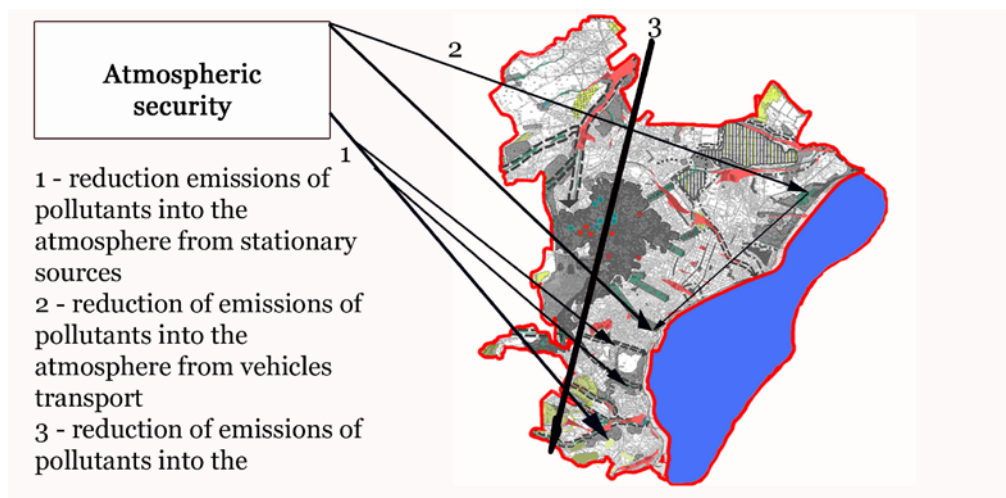 Atmospheric
security
1
2
3
1 - reduction emissions of
pollutants into the
atmosphere from stationary
sources
2 - reduction of emissions of
pollutants into the
atmosphere from vehicles
transport
3 - reduction of emissions of
pollutants into the